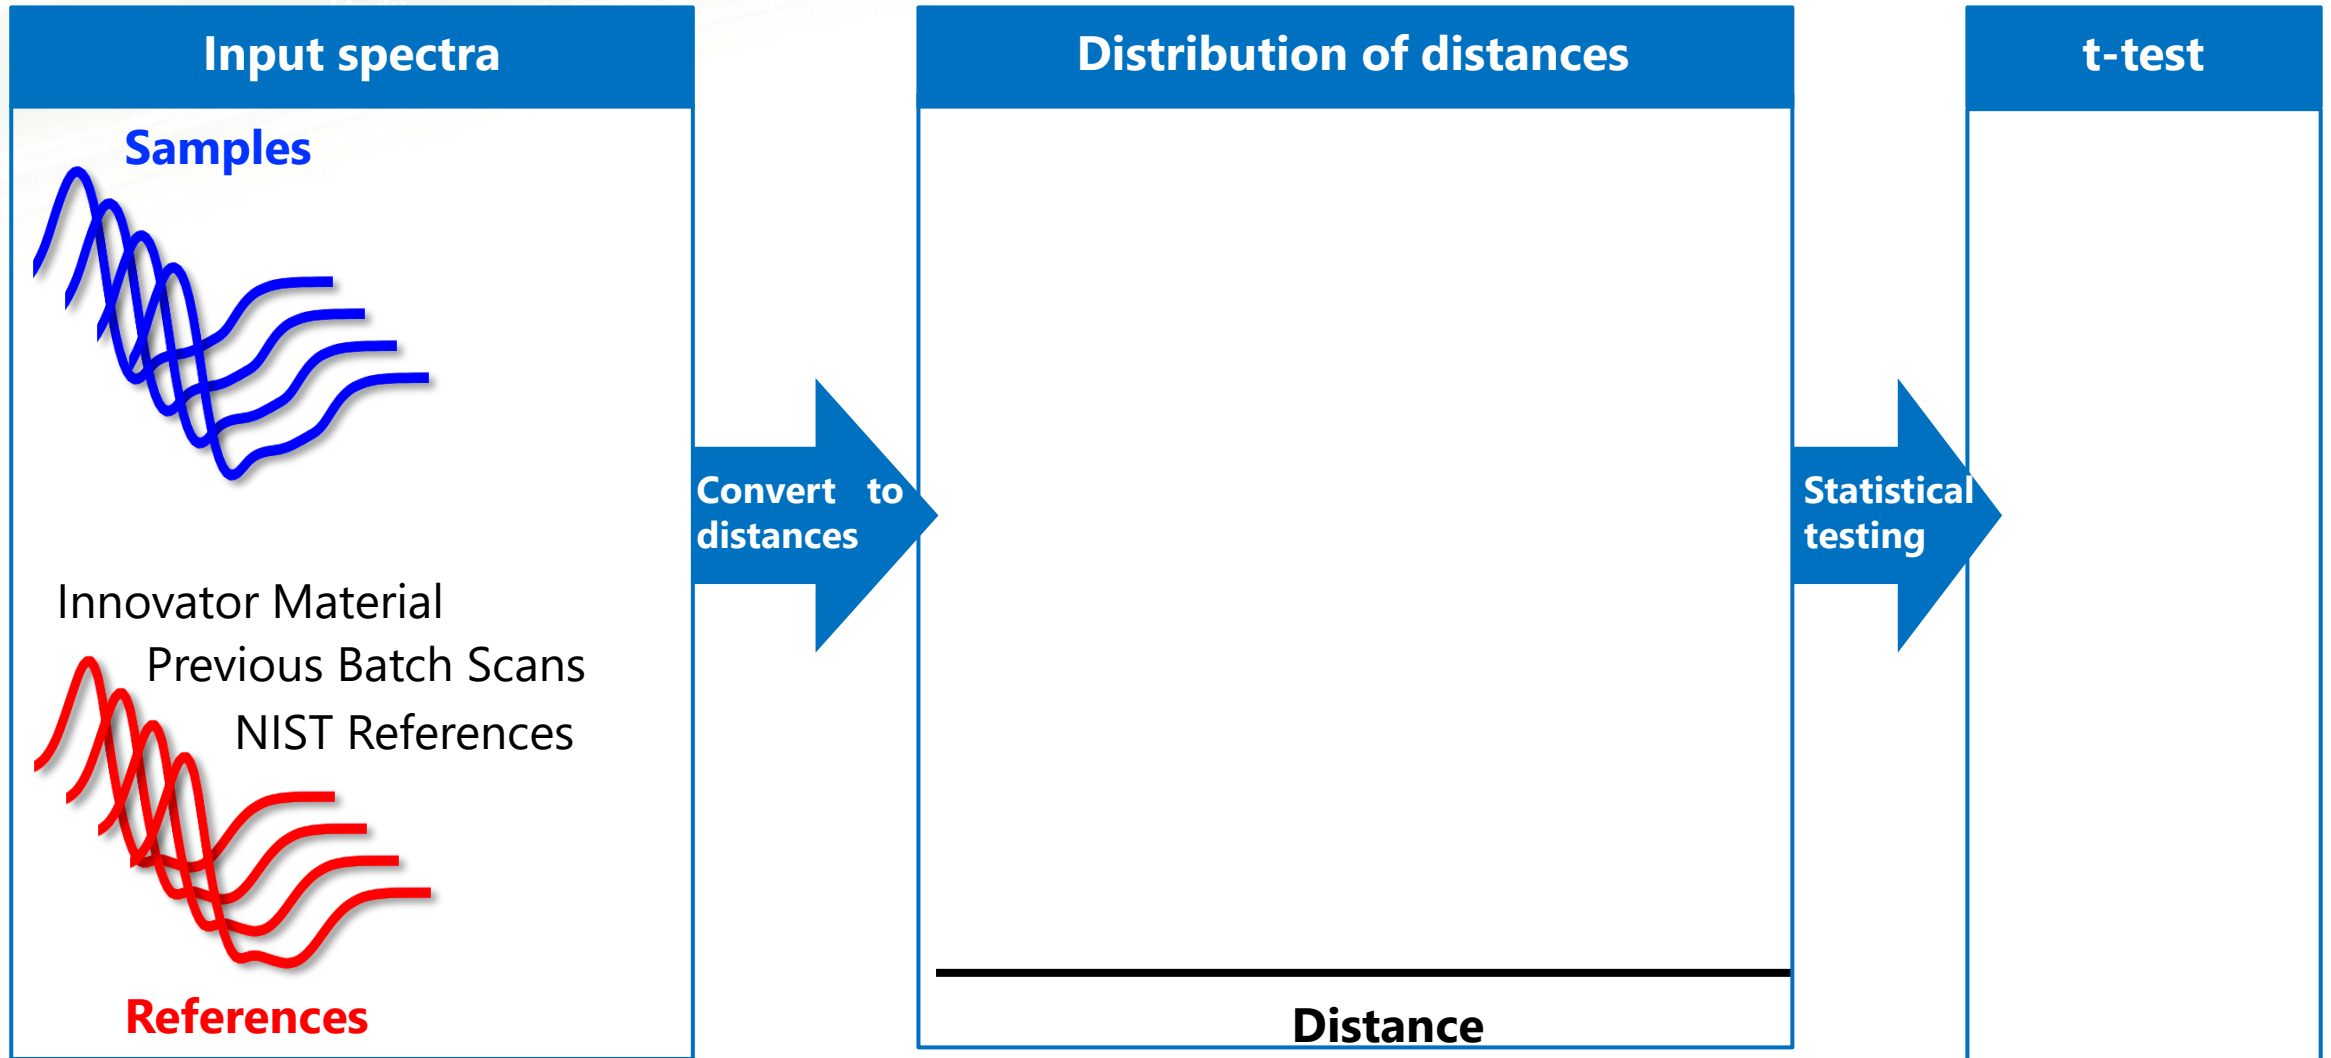 Input spectra
Samples
Innovator Material
Previous Batch Scans
NIST References
References
Convert to
distances
Distribution of distances
Distance
Statistical
testing
t-test